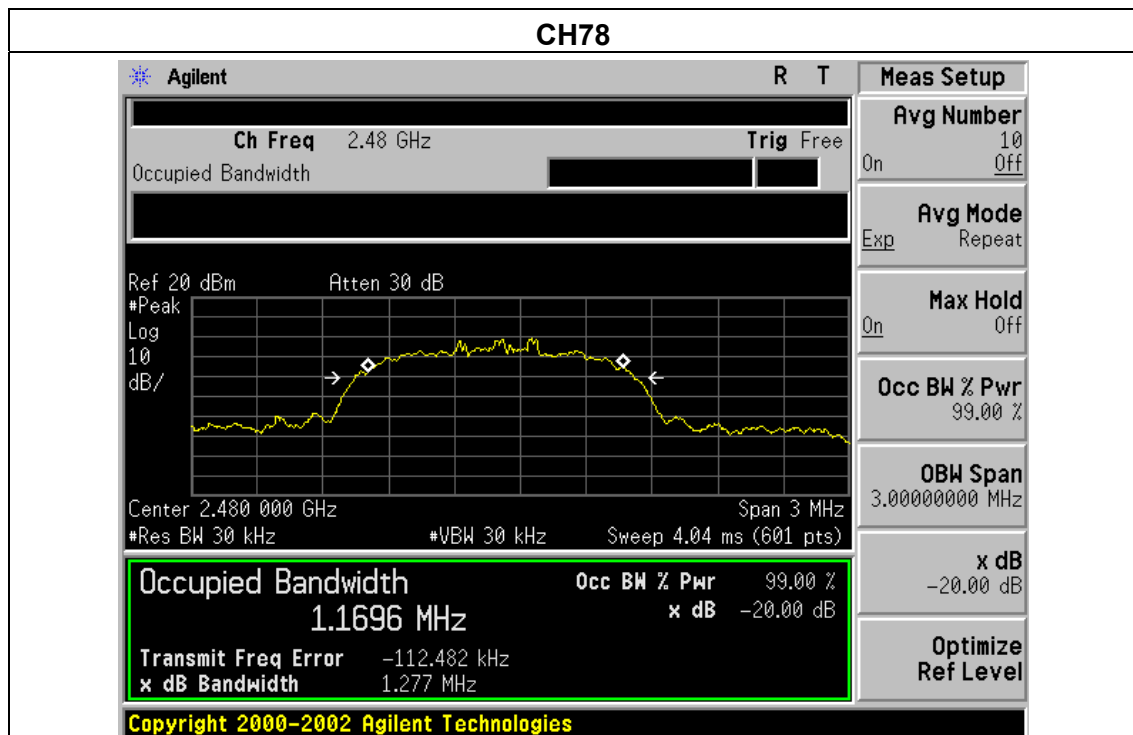 CH78
Agilent R T
Ch Freq 2.48 GHz Trig Free
Occupied Bandwidth
Ref 20 dBm Atten 30 dB
#Peak
Log
10
dB/
Center 2.480 000 GHz Span 3 MHz
#Res BW 30 kHz #VBW 30 kHz Sweep 4.04 ms (601 pts)
Occupied Bandwidth Occ BW % Pwr 99.00 %
1.1696 MHz x dB -20.00 dB
Transmit Freq Error -112.482 kHz
x dB Bandwidth 1.277 MHz
Copyright 2000-2002 Agilent Technologies
Meas Setup
Avg Number
10
On Off
Avg Mode
Exp Repeat
Max Hold
On Off
Occ BW % Pwr
99.00 %
OBW Span
3.00000000 MHz
x dB
-20.00 dB
Optimize
Ref Level